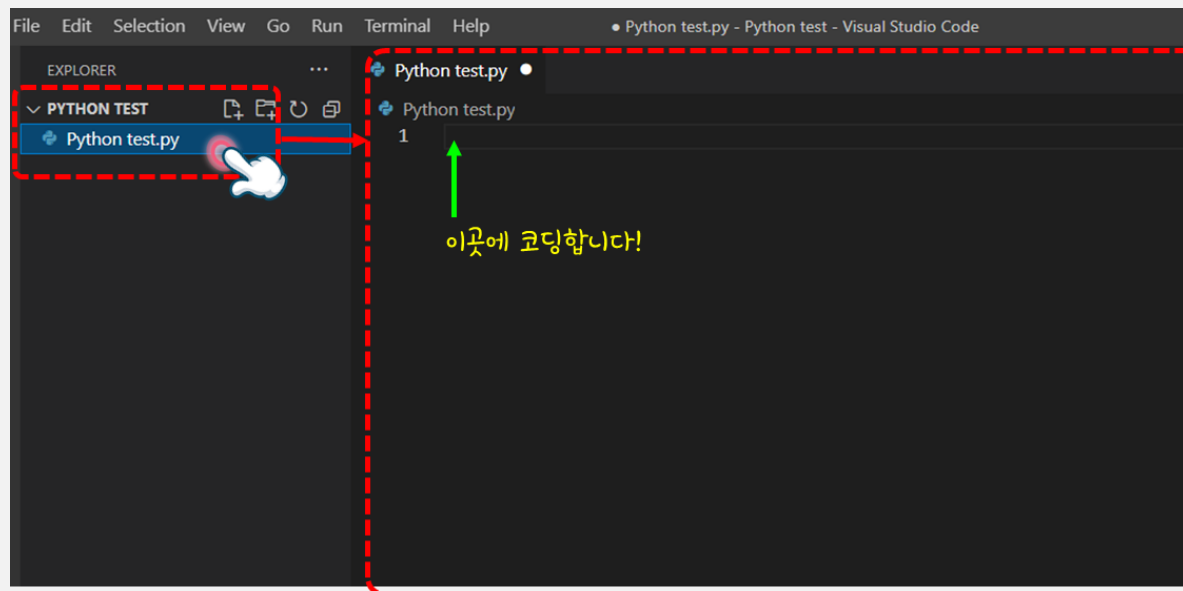 File Edit Selection View Go Run Terminal Help ● Python test.py - Python test - Visual Studio Code
EXPLORER ···
PYTHON TEST
Python test.py
Python test.py ●
Python test.py
1
이곳에 코딩합니다!